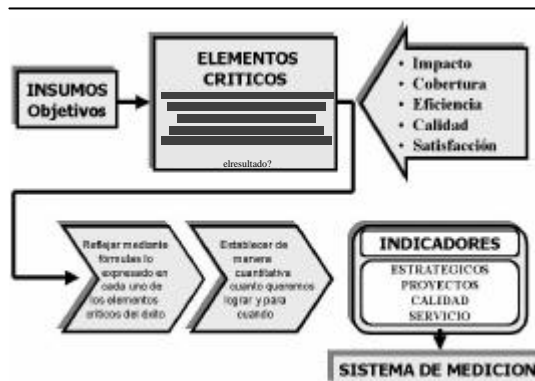 INSUMOS
Objetivos
ELEMENTOS
CRITICOS
elresultado?
• Impacto
• Cobertura
• Eficiencia
• Calidad
• Satisfacción
Reflejar mediante
fórmulas lo
expresado en
cada uno de
los elementos
críticos del éxito
Establecer de
manera
cuantitativa
cuanto queremos
lograr y para
cuando
INDICADORES
ESTRATEGICOS
PROYECTOS
CALIDAD
SERVICIO
SISTEMA DE MEDICION